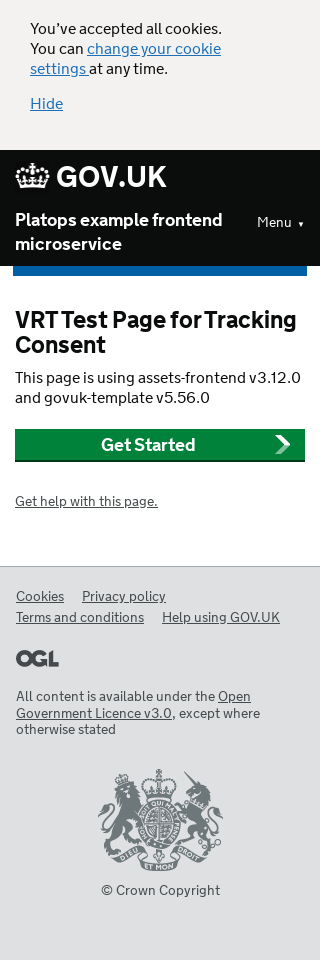 You’ve accepted all cookies.
You can change your cookie
settings at any time.
Hide
GOV.UK
Platops example frontend
microservice
Menu ▼
VRT Test Page for Tracking
Consent
This page is using assets-frontend v3.12.0
and govuk-template v5.56.0
Get Started
Get help with this page.
Cookies Privacy policy
Terms and conditions Help using GOV.UK
OGL
All content is available under the Open
Government Licence v3.0, except where
otherwise stated
DIEU ET MON DROIT
© Crown Copyright